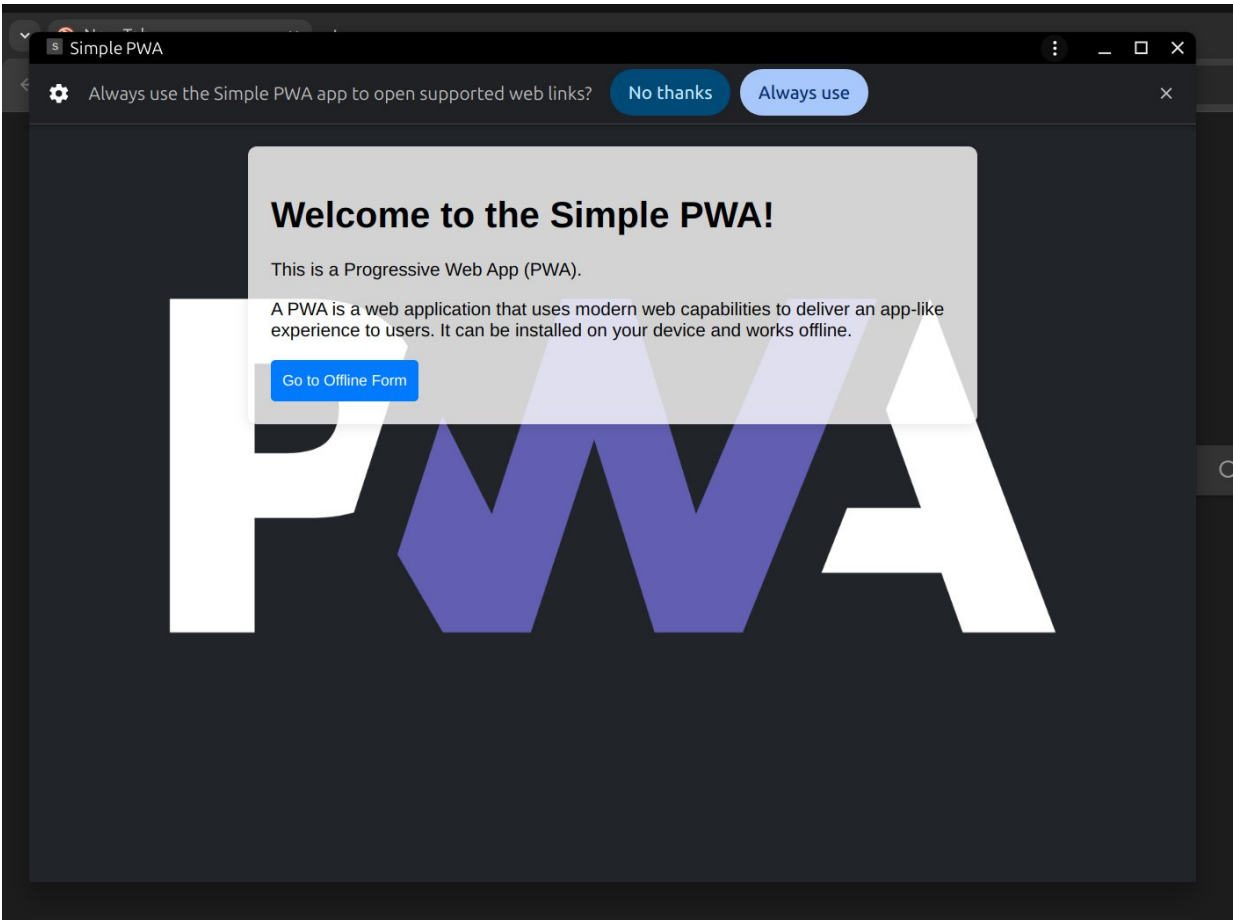 New Tab
S Simple PWA
Always use the Simple PWA app to open supported web links? No thanks Always use
Welcome to the Simple PWA!
This is a Progressive Web App (PWA).
A PWA is a web application that uses modern web capabilities to deliver an app-like
experience to users. It can be installed on your device and works offline.
Go to Offline Form
PWA